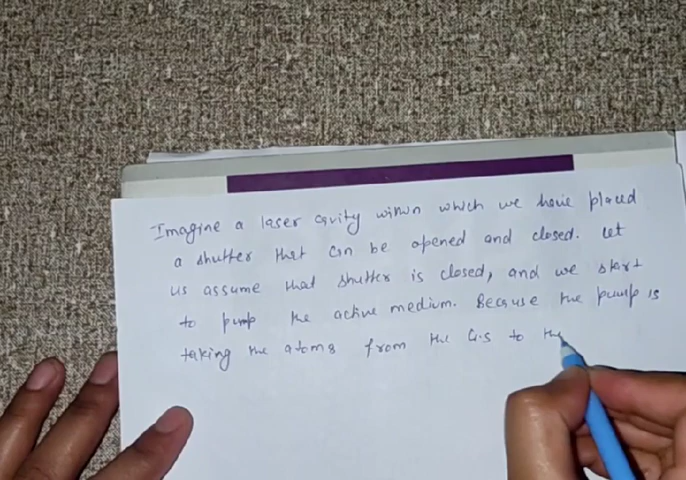 Imagine a laser cavity within which we have placed
a shutter that can be opened and closed. Let
us assume that shutter is closed, and we start
to pump the active medium. Because the pump is
taking the atoms from the G.S to the